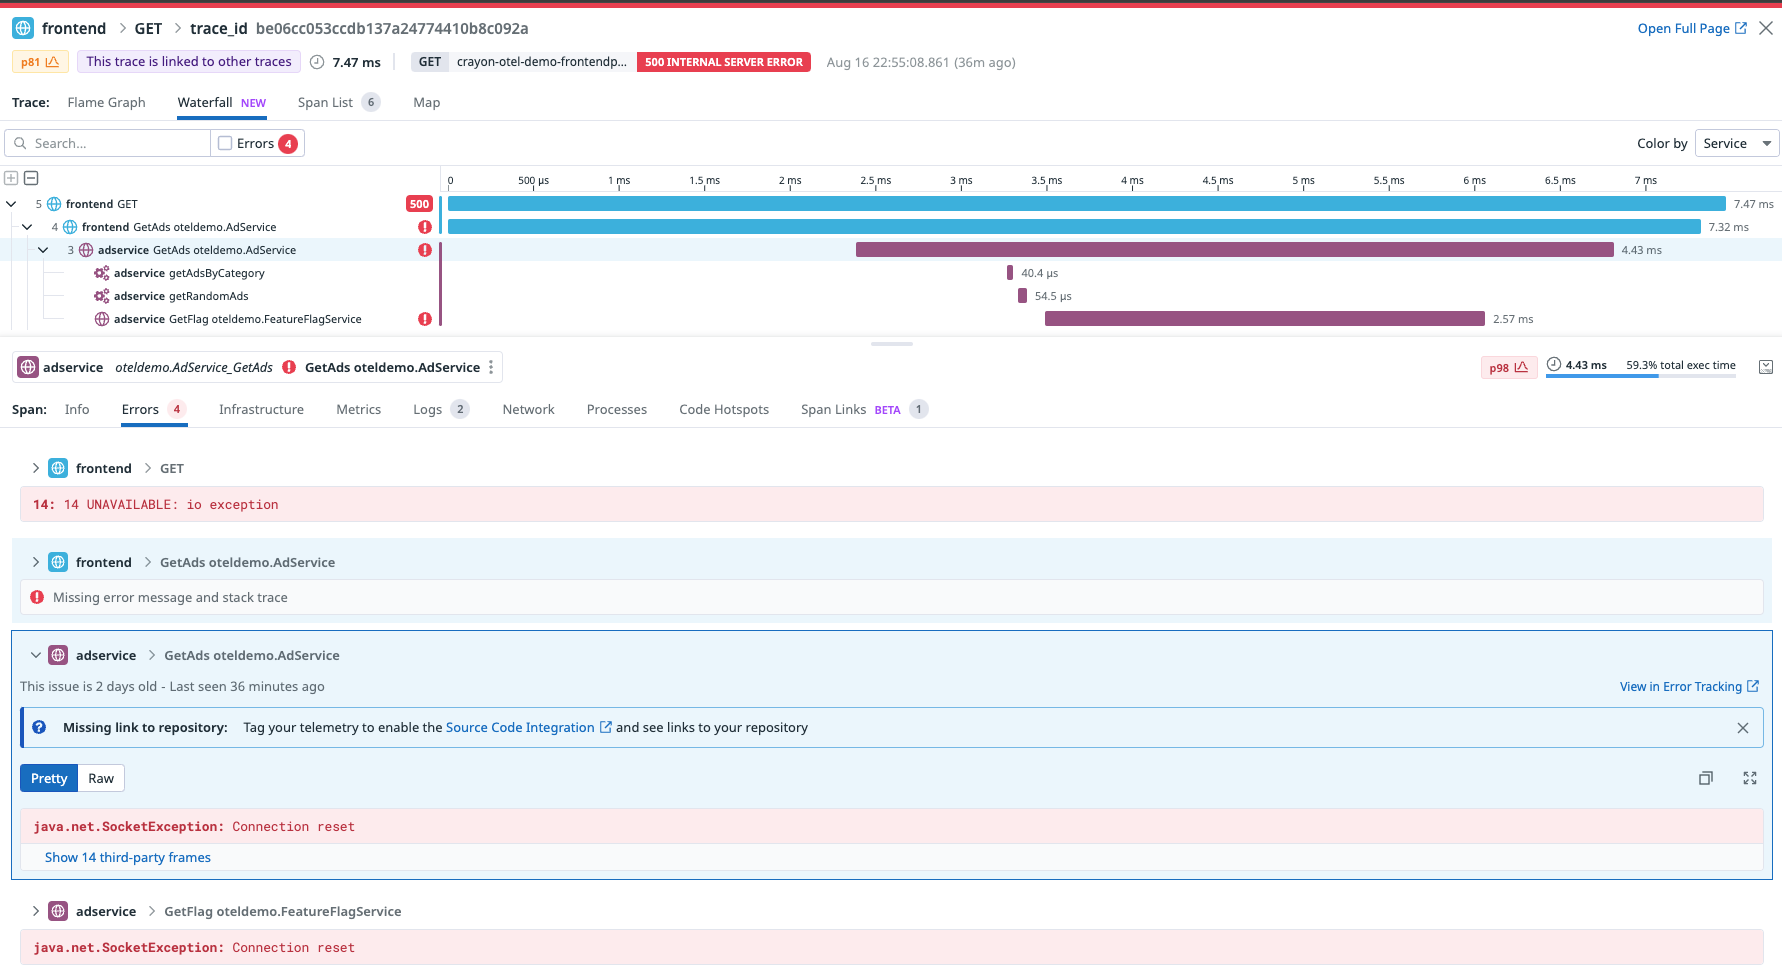 frontend > GET > trace_id be06cc053ccdb137a24774410b8c092a Open Full Page
p81 This trace is linked to other traces 7.47 ms GET crayon-otel-demo-frontendp... 500 INTERNAL SERVER ERROR Aug 16 22:55:08.861 (36m ago)
Trace: Flame Graph Waterfall NEW Span List 6 Map
Search... Errors 4 Color by Service
0 500 µs 1 ms 1.5 ms 2 ms 2.5 ms 3 ms 3.5 ms 4 ms 4.5 ms 5 ms 5.5 ms 6 ms 6.5 ms 7 ms
5 frontend GET 500 7.47 ms
4 frontend GetAds oteldemo.AdService 7.32 ms
3 adservice GetAds oteldemo.AdService 4.43 ms
adservice getAdsByCategory 40.4 µs
adservice getRandomAds 54.5 µs
adservice GetFlag oteldemo.FeatureFlagService 2.57 ms
adservice oteldemo.AdService_GetAds GetAds oteldemo.AdService p98 4.43 ms 59.3% total exec time
Span: Info Errors 4 Infrastructure Metrics Logs 2 Network Processes Code Hotspots Span Links BETA 1
frontend > GET
14: 14 UNAVAILABLE: io exception
frontend > GetAds oteldemo.AdService
Missing error message and stack trace
adservice > GetAds oteldemo.AdService
This issue is 2 days old - Last seen 36 minutes ago View in Error Tracking
Missing link to repository: Tag your telemetry to enable the Source Code Integration and see links to your repository
Pretty Raw
java.net.SocketException: Connection reset
Show 14 third-party frames
adservice > GetFlag oteldemo.FeatureFlagService
java.net.SocketException: Connection reset